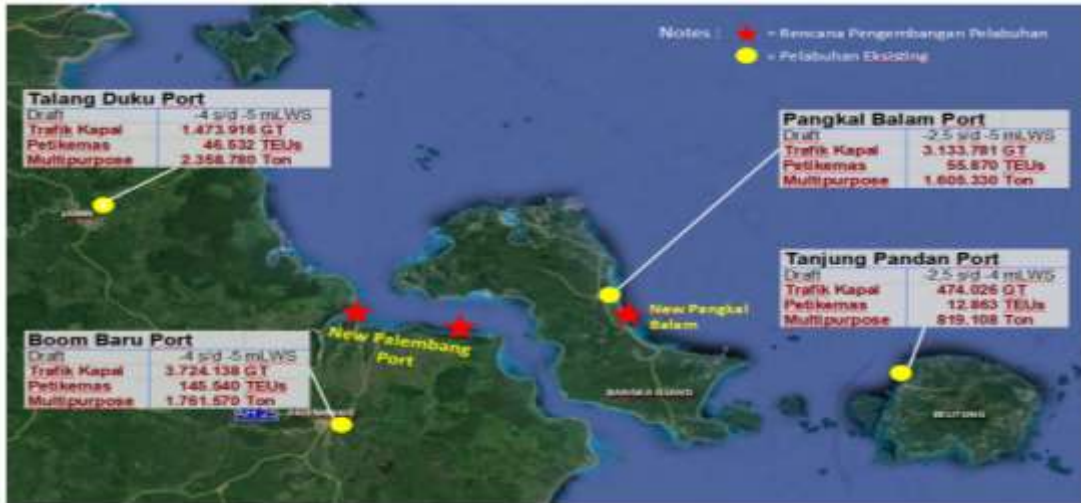 Notes : ★ = Rencana Pengembangan Pelabuhan
= Pelabuhan Eksisting
Talang Duku Port
Draft -4 s/d -5 mLWS
Trafik Kapal 1.473.916 GT
Petikemas 46.532 TEUs
Multipurpose 2.358.780 Ton
Pangkal Balam Port
Draft -2,5 s/d -5 mLWS
Trafik Kapal 3.133.781 GT
Petikemas 55.870 TEUs
Multipurpose 1.605.330 Ton
Tanjung Pandan Port
Draft -2,5 s/d -4 mLWS
Trafik Kapal 474.026 GT
Petikemas 12.863 TEUs
Multipurpose 819.108 Ton
New Pangkal
Balam
New Palembang
Port
Boom Baru Port
Draft -4 s/d -5 mLWS
Trafik Kapal 3.724.138 GT
Petikemas 145.540 TEUs
Multipurpose 1.761.570 Ton
BELITUNG